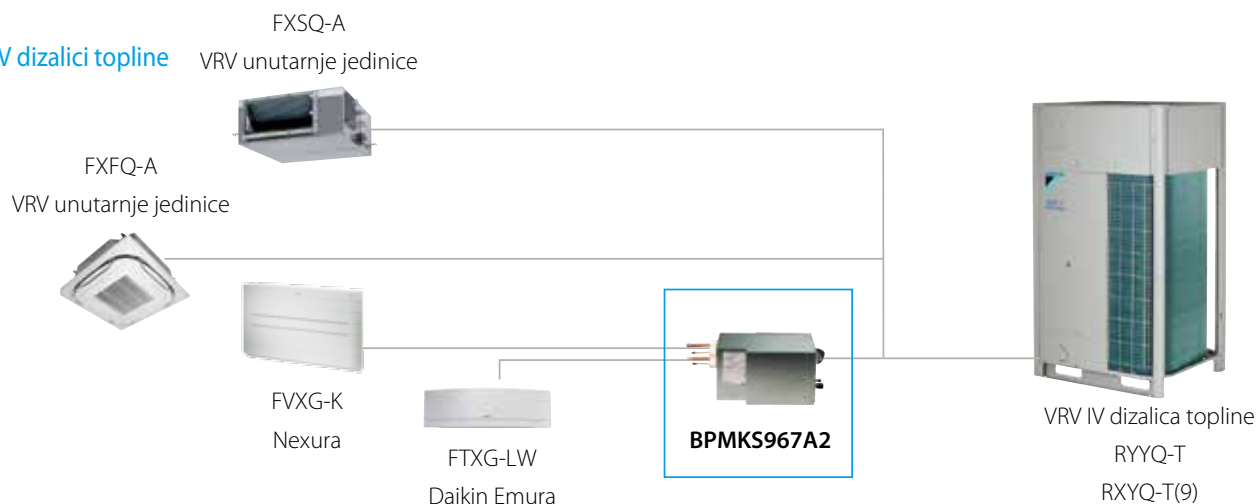 FXSQ-A
V dizalici topline
VRV unutarnje jedinice
FXFQ-A
VRV unutarnje jedinice
FVXG-K
Nexura
FTXG-LW
Daikin Emura
BPMKS967A2
VRV IV dizalica topline
RYYQ-T
RXYQ-T(9)